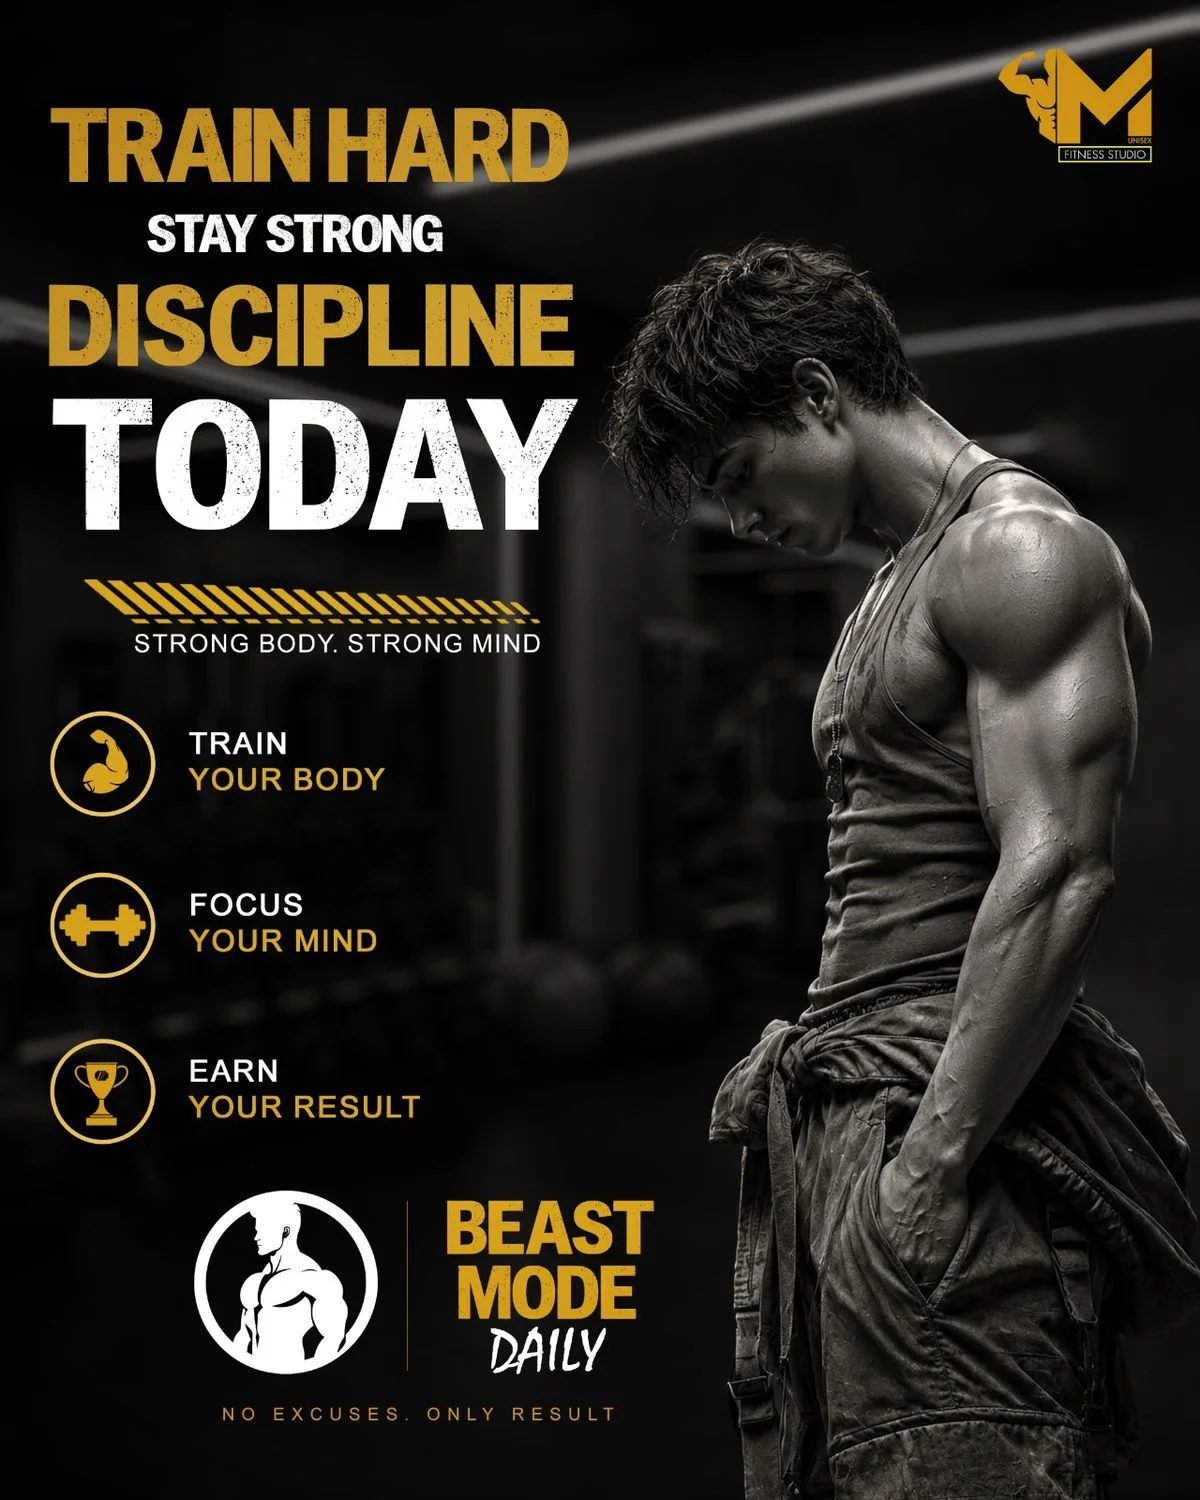 M
UNISEX
FITNESS STUDIO
TRAIN HARD
STAY STRONG
DISCIPLINE
TODAY
STRONG BODY. STRONG MIND
TRAIN
YOUR BODY
FOCUS
YOUR MIND
EARN
YOUR RESULT
BEAST
MODE
DAILY
NO EXCUSES. ONLY RESULT